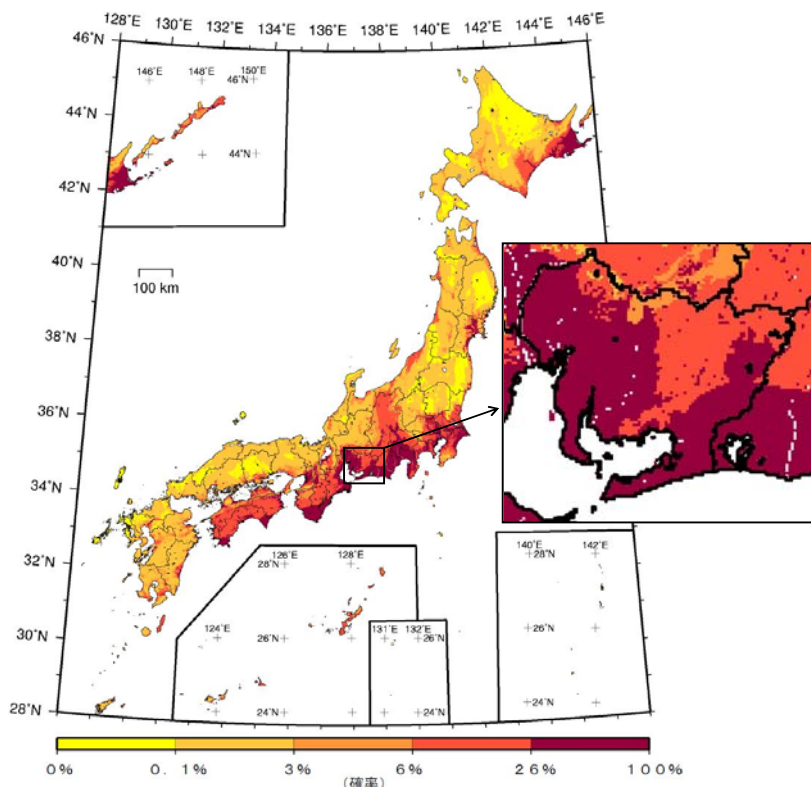 128°E 130°E 132°E 134°E 136°E 138°E 140°E 142°E 144°E 146°E
46°N
146°E 148°E 150°E
46°N
44°N
44°N
42°N
40°N
100 km
38°N
36°N
34°N
32°N
126°E 128°E
28°N
140°E 142°E
28°N
30°N
124°E
26°N
131°E 132°E
26°N
26°N
28°N
24°N
24°N
24°N
0% 0.1% 3% 6% 26% 100%
(確率)